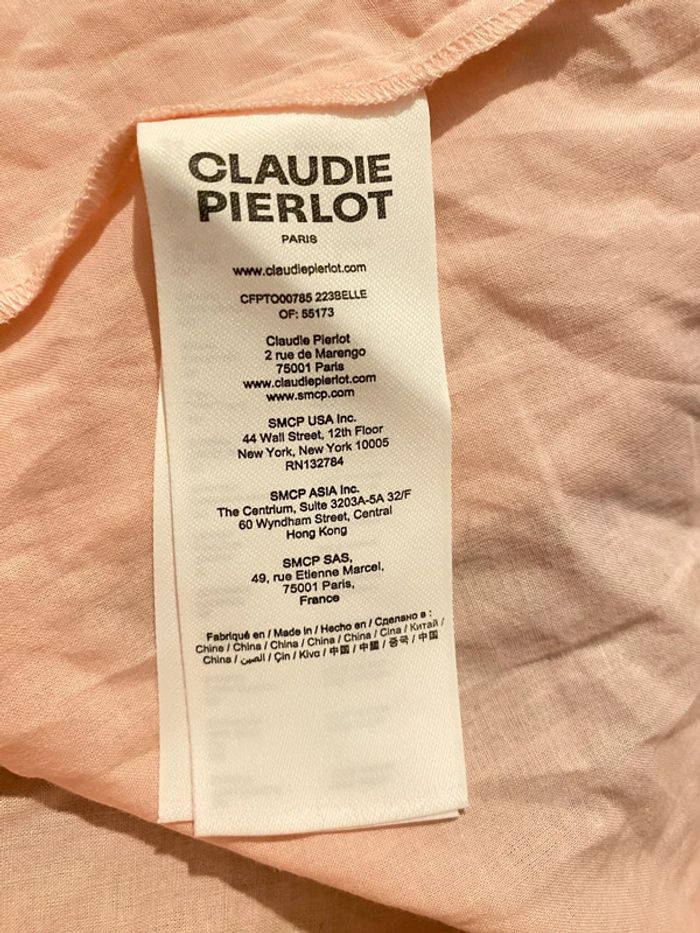 CLAUDIE
PIERLOT
PARIS
www.claudiepierlot.com
CFPTO00785 223BELLE
OF: 55173
Claudie Pierlot
2 rue de Marengo
75001 Paris
www.claudiepierlot.com
www.smcp.com
SMCP USA Inc.
44 Wall Street, 12th Floor
New York, New York 10005
RN132784
SMCP ASIA Inc.
The Centrium, Suite 3203A-5A 32/F
60 Wyndham Street, Central
Hong Kong
SMCP SAS,
49, rue Etienne Marcel,
75001 Paris,
France
Fabriqué en / Made in / Hecho en / Сделано в :
Chine / China / China / China / China / Cina / Китай /
China / الصين / Çin / Κίνα / 中国 / 中國 / 중국 / 中国